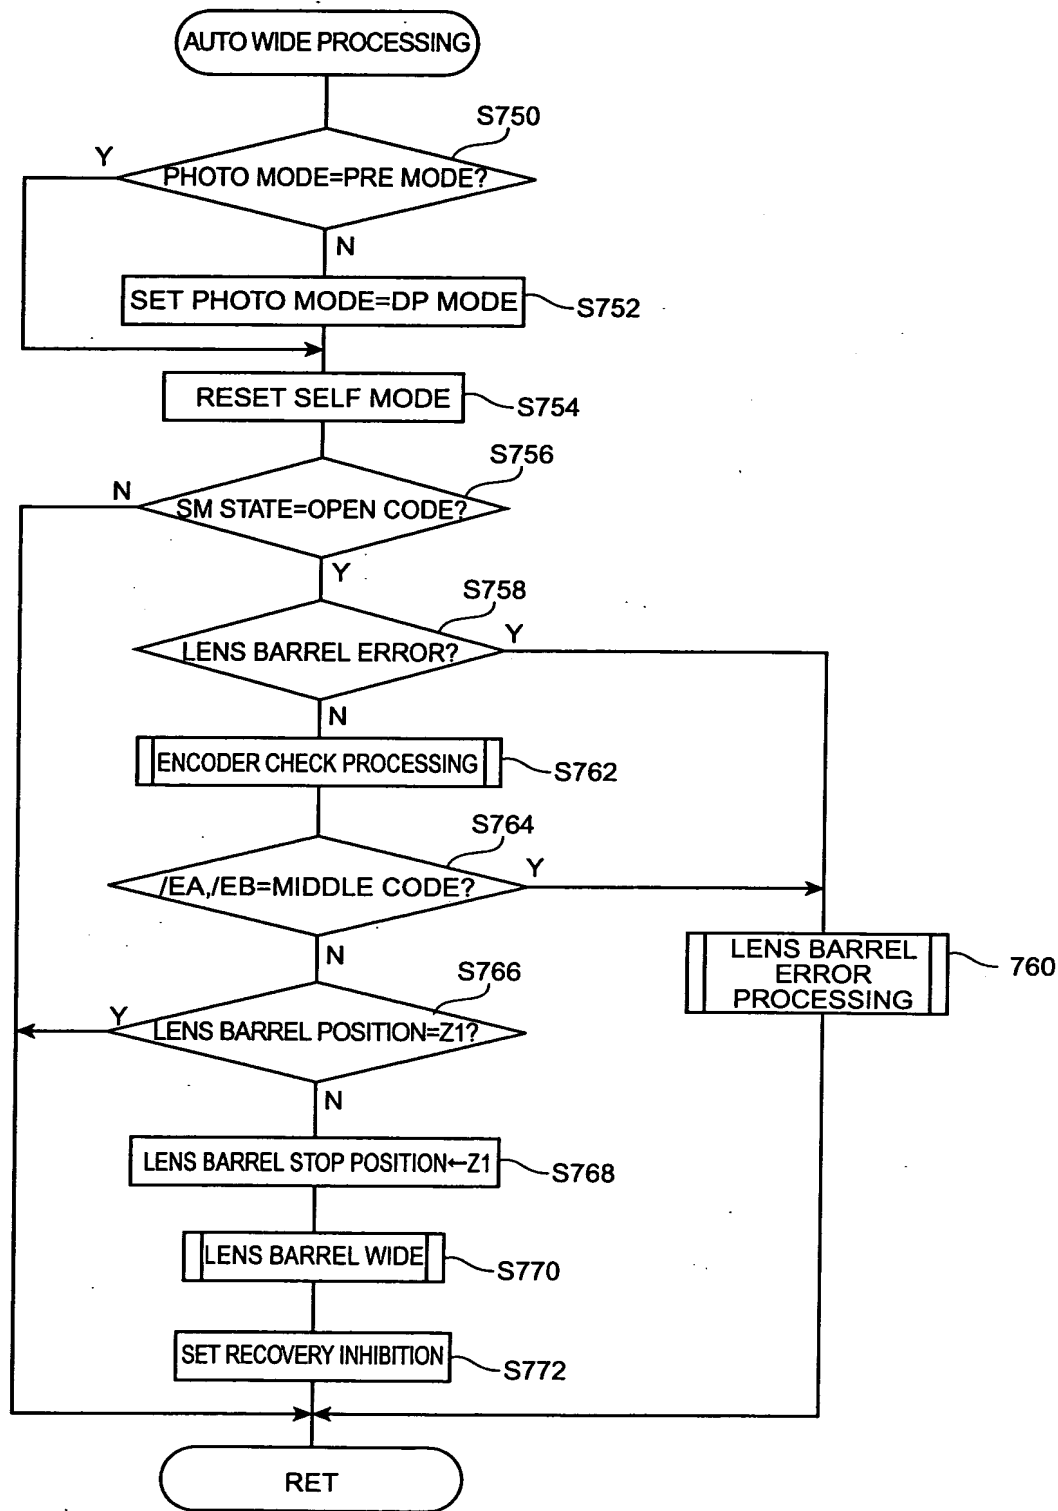 AUTO WIDE PROCESSING
S750
Y
PHOTO MODE=PRE MODE?
N
SET PHOTO MODE=DP MODE
S752
RESET SELF MODE
S754
S756
N
SM STATE=OPEN CODE?
Y
S758
Y
LENS BARREL ERROR?
N
ENCODER CHECK PROCESSING
S762
S764
Y
/EA,/EB=MIDDLE CODE?
N
LENS BARREL
ERROR
PROCESSING
760
S766
Y
LENS BARREL POSITION=Z1?
N
LENS BARREL STOP POSITION←Z1
S768
LENS BARREL WIDE
S770
SET RECOVERY INHIBITION
S772
RET